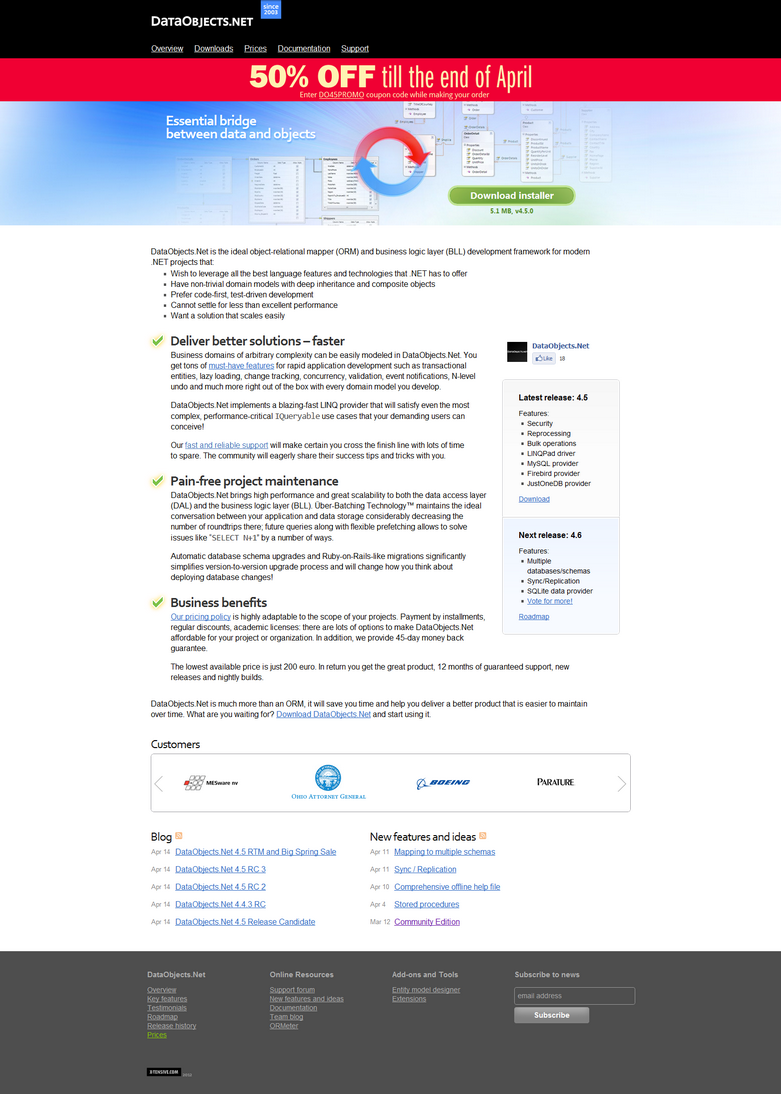 DATAOBJECTS.NET
since
2003
Overview Downloads Prices Documentation Support
50% OFF till the end of April
Enter DO45PROMO coupon code while making your order
Essential bridge
between data and objects
Download installer
5.1 MB, v4.5.0
DataObjects.Net is the ideal object-relational mapper (ORM) and business logic layer (BLL) development framework for modern
.NET projects that:
Wish to leverage all the best language features and technologies that .NET has to offer
Have non-trivial domain models with deep inheritance and composite objects
Prefer code-first, test-driven development
Cannot settle for less than excellent performance
Want a solution that scales easily
Deliver better solutions – faster
Business domains of arbitrary complexity can be easily modeled in DataObjects.Net. You
get tons of must-have features for rapid application development such as transactional
entities, lazy loading, change tracking, concurrency, validation, event notifications, N-level
undo and much more right out of the box with every domain model you develop.
DataObjects.Net implements a blazing-fast LINQ provider that will satisfy even the most
complex, performance-critical IQueryable use cases that your demanding users can
conceive!
Our fast and reliable support will make certain you cross the finish line with lots of time
to spare. The community will eagerly share their success tips and tricks with you.
Pain-free project maintenance
DataObjects.Net brings high performance and great scalability to both the data access layer
(DAL) and the business logic layer (BLL). Über-Batching Technology™ maintains the ideal
conversation between your application and data storage considerably decreasing the
number of roundtrips there; future queries along with flexible prefetching allows to solve
issues like "SELECT N+1" by a number of ways.
Automatic database schema upgrades and Ruby-on-Rails-like migrations significantly
simplifies version-to-version upgrade process and will change how you think about
deploying database changes!
Business benefits
Our pricing policy is highly adaptable to the scope of your projects. Payment by installments,
regular discounts, academic licenses: there are lots of options to make DataObjects.Net
affordable for your project or organization. In addition, we provide 45-day money back
guarantee.
The lowest available price is just 200 euro. In return you get the great product, 12 months of guaranteed support, new
releases and nightly builds.
DataObjects.Net
Like 18
Latest release: 4.5
Features:
Security
Reprocessing
Bulk operations
LINQPad driver
MySQL provider
Firebird provider
JustOneDB provider
Download
Next release: 4.6
Features:
Multiple
databases/schemas
Sync/Replication
SQLite data provider
Vote for more!
Roadmap
DataObjects.Net is much more than an ORM, it will save you time and help you deliver a better product that is easier to maintain
over time. What are you waiting for? Download DataObjects.Net and start using it.
Customers
MESware nv
OHIO ATTORNEY GENERAL
BOEING
PARATURE
Blog
Apr 14 DataObjects.Net 4.5 RTM and Big Spring Sale
Apr 14 DataObjects.Net 4.5 RC 3
Apr 14 DataObjects.Net 4.5 RC 2
Apr 14 DataObjects.Net 4.4.3 RC
Apr 14 DataObjects.Net 4.5 Release Candidate
New features and ideas
Apr 11 Mapping to multiple schemas
Apr 11 Sync / Replication
Apr 10 Comprehensive offline help file
Apr 4 Stored procedures
Mar 12 Community Edition
DataObjects.Net
Overview
Key features
Testimonials
Roadmap
Release history
Prices
Online Resources
Support forum
New features and ideas
Documentation
Team blog
ORMeter
Add-ons and Tools
Entity model designer
Extensions
Subscribe to news
email address
Subscribe